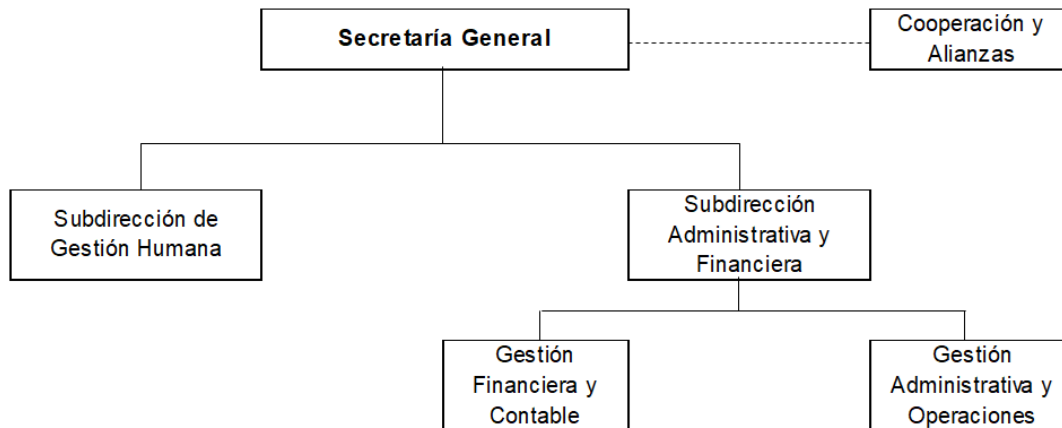 Secretaría General
Cooperación y
Alianzas
Subdirección de
Gestión Humana
Subdirección
Administrativa y
Financiera
Gestión
Financiera y
Contable
Gestión
Administrativa y
Operaciones